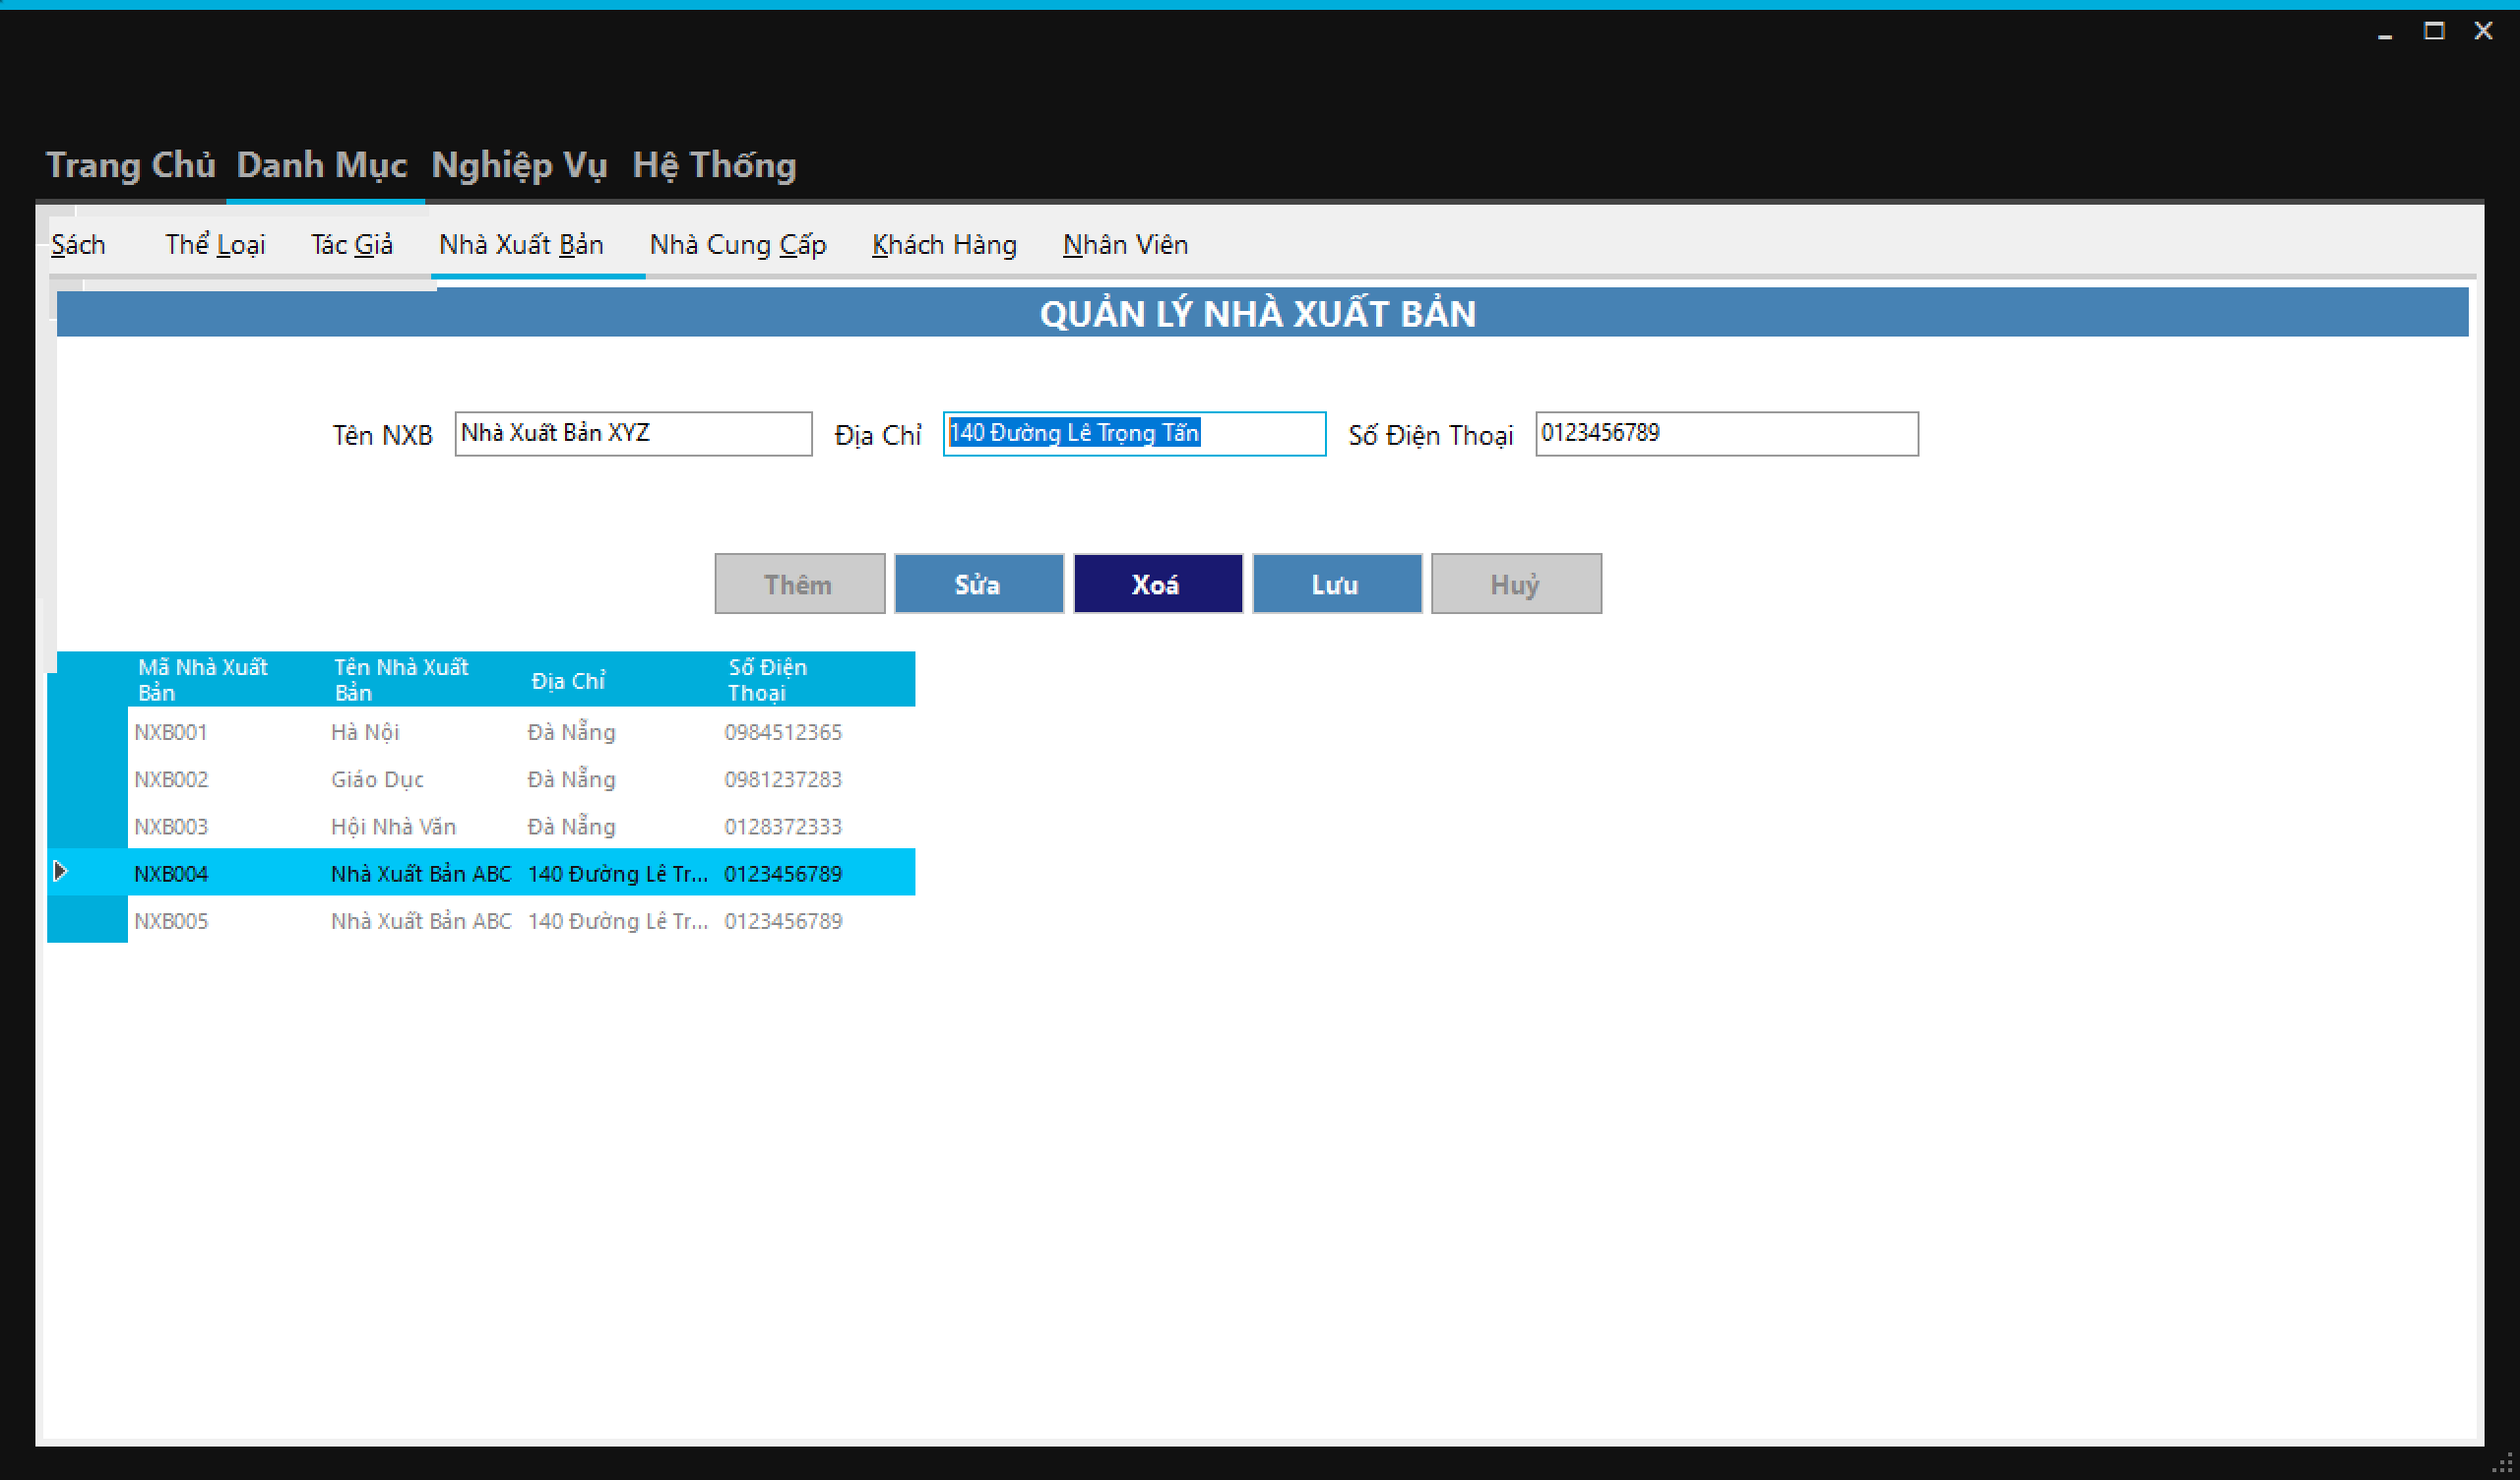 Trang Chủ Danh Mục Nghiệp Vụ Hệ Thống
Sách Thể Loại Tác Giả Nhà Xuất Bản Nhà Cung Cấp Khách Hàng Nhân Viên
QUẢN LÝ NHÀ XUẤT BẢN
Tên NXB Nhà Xuất Bản XYZ Địa Chỉ 140 Đường Lê Trọng Tấn Số Điện Thoại 0123456789
Thêm Sửa Xoá Lưu Huỷ
Mã Nhà Xuất Bản Tên Nhà Xuất Bản Địa Chỉ Số Điện Thoại
NXB001 Hà Nội Đà Nẵng 0984512365
NXB002 Giáo Dục Đà Nẵng 0981237283
NXB003 Hội Nhà Văn Đà Nẵng 0128372333
NXB004 Nhà Xuất Bản ABC 140 Đường Lê Tr... 0123456789
NXB005 Nhà Xuất Bản ABC 140 Đường Lê Tr... 0123456789